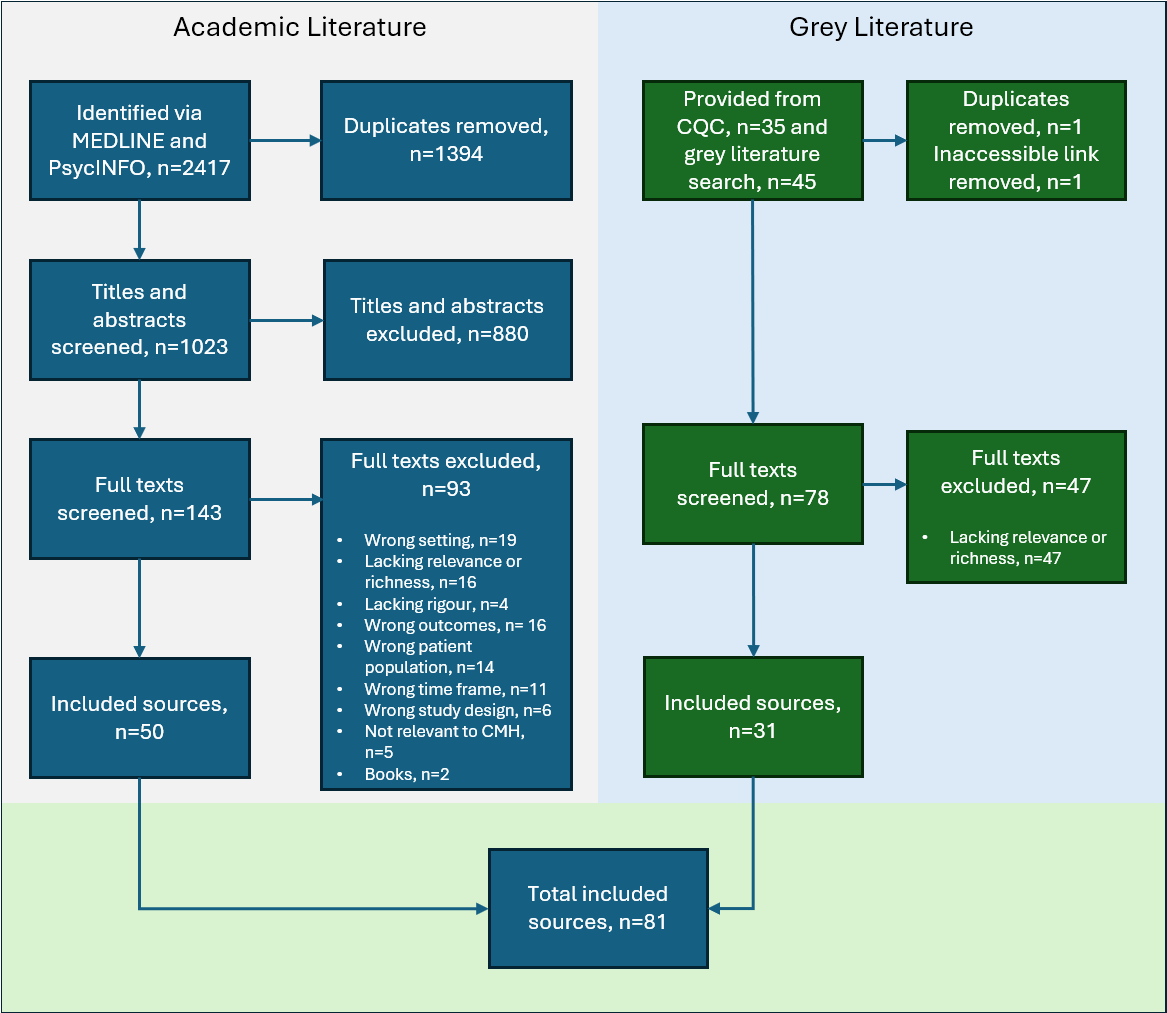 Academic Literature
Identified via
MEDLINE and
PsycINFO, n=2417
Duplicates removed,
n=1394
Titles and
abstracts
screened, n=1023
Titles and abstracts
excluded, n=880
Full texts
screened, n=143
Full texts excluded,
n=93
• Wrong setting, n=19
• Lacking relevance or
richness, n=16
• Lacking rigour, n=4
• Wrong outcomes, n= 16
• Wrong patient
population, n=14
• Wrong time frame, n=11
• Wrong study design, n=6
• Not relevant to CMH,
n=5
• Books, n=2
Included sources,
n=50
Grey Literature
Provided from
CQC, n=35 and
grey literature
search, n=45
Duplicates
removed, n=1
Inaccessible link
removed, n=1
Full texts
screened, n=78
Full texts
excluded, n=47
• Lacking relevance or
richness, n=47
Included sources,
n=31
Total included
sources, n=81